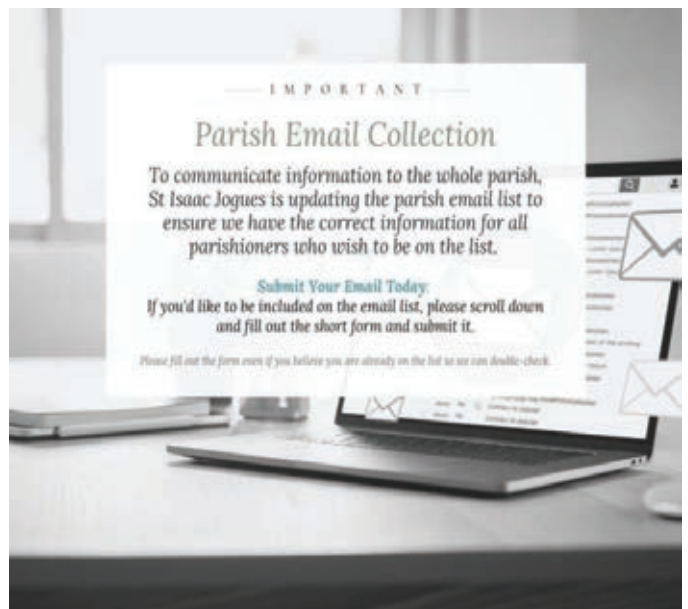 IMPORTANT
Parish Email Collection
To communicate information to the whole parish,
St Isaac Jogues is updating the parish email list to
ensure we have the correct information for all
parishioners who wish to be on the list.
Submit Your Email Today:
If you'd like to be included on the email list, please scroll down
and fill out the short form and submit it.
Please fill out the form even if you believe you are already on the list so we can double-check.